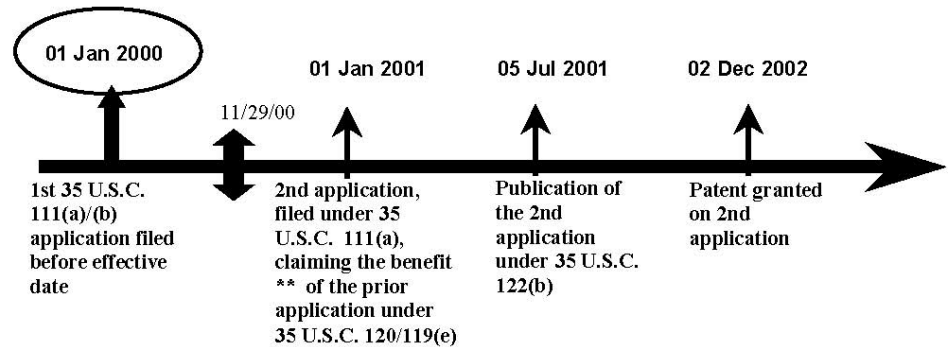 01 Jan 2000
01 Jan 2001
05 Jul 2001
02 Dec 2002
11/29/00
1st 35 U.S.C.
111(a)/(b)
application filed
before effective
date
2nd application,
filed under 35
U.S.C. 111(a),
claiming the benefit
** of the prior
application under
35 U.S.C. 120/119(e)
Publication of
the 2nd
application
under 35 U.S.C.
122(b)
Patent granted
on 2nd
application